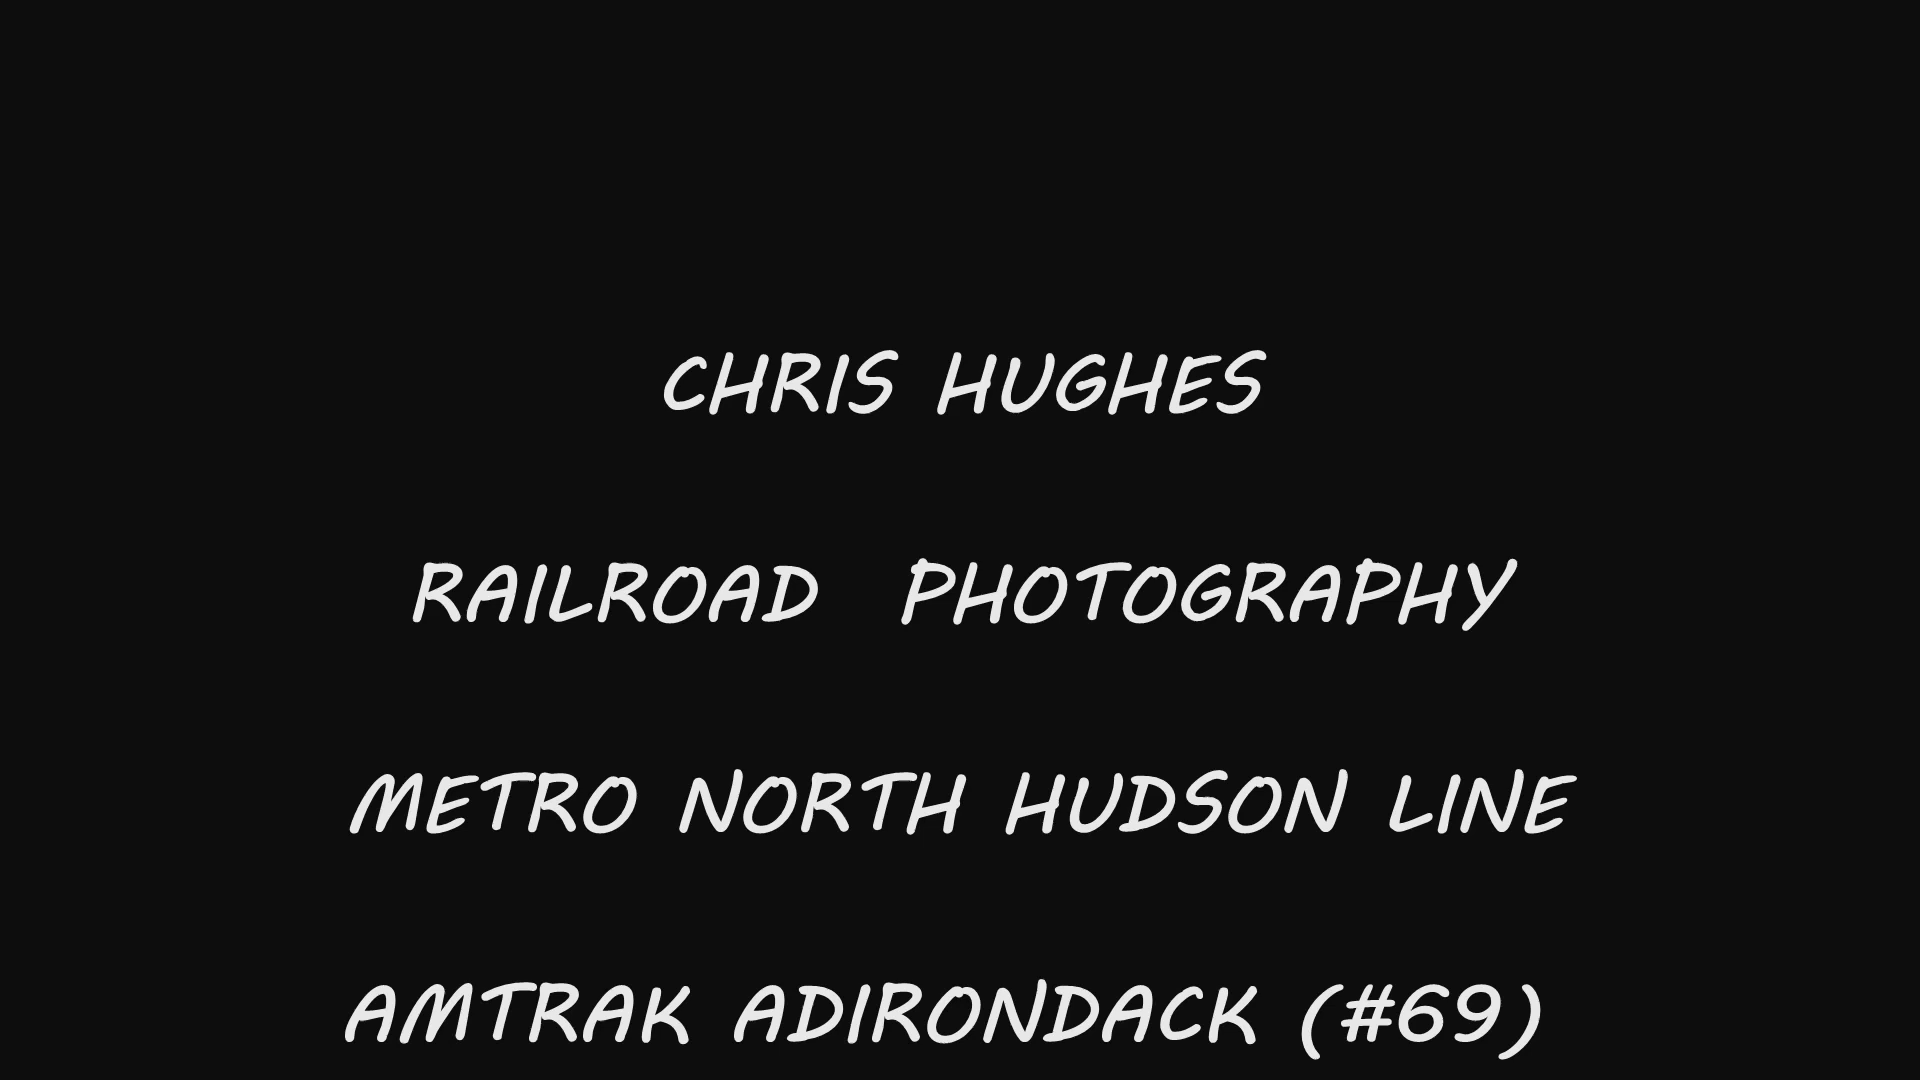 CHRIS HUGHES
RAILROAD PHOTOGRAPHY
METRO NORTH HUDSON LINE
AMTRAK ADIRONDACK (#69)